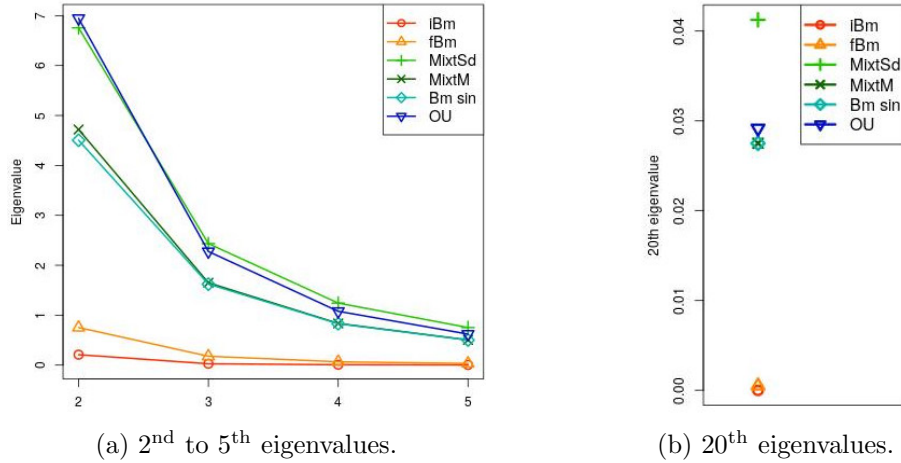 7
6
5
4
3
2
1
0
Eigenvalue
2 3 4 5
iBm
fBm
MixtSd
MixtM
Bm sin
OU
(a) 2nd to 5th eigenvalues.
0.04
0.03
0.02
0.01
0.00
20th eigenvalue
iBm
fBm
MixtSd
MixtM
Bm sin
OU
(b) 20th eigenvalues.